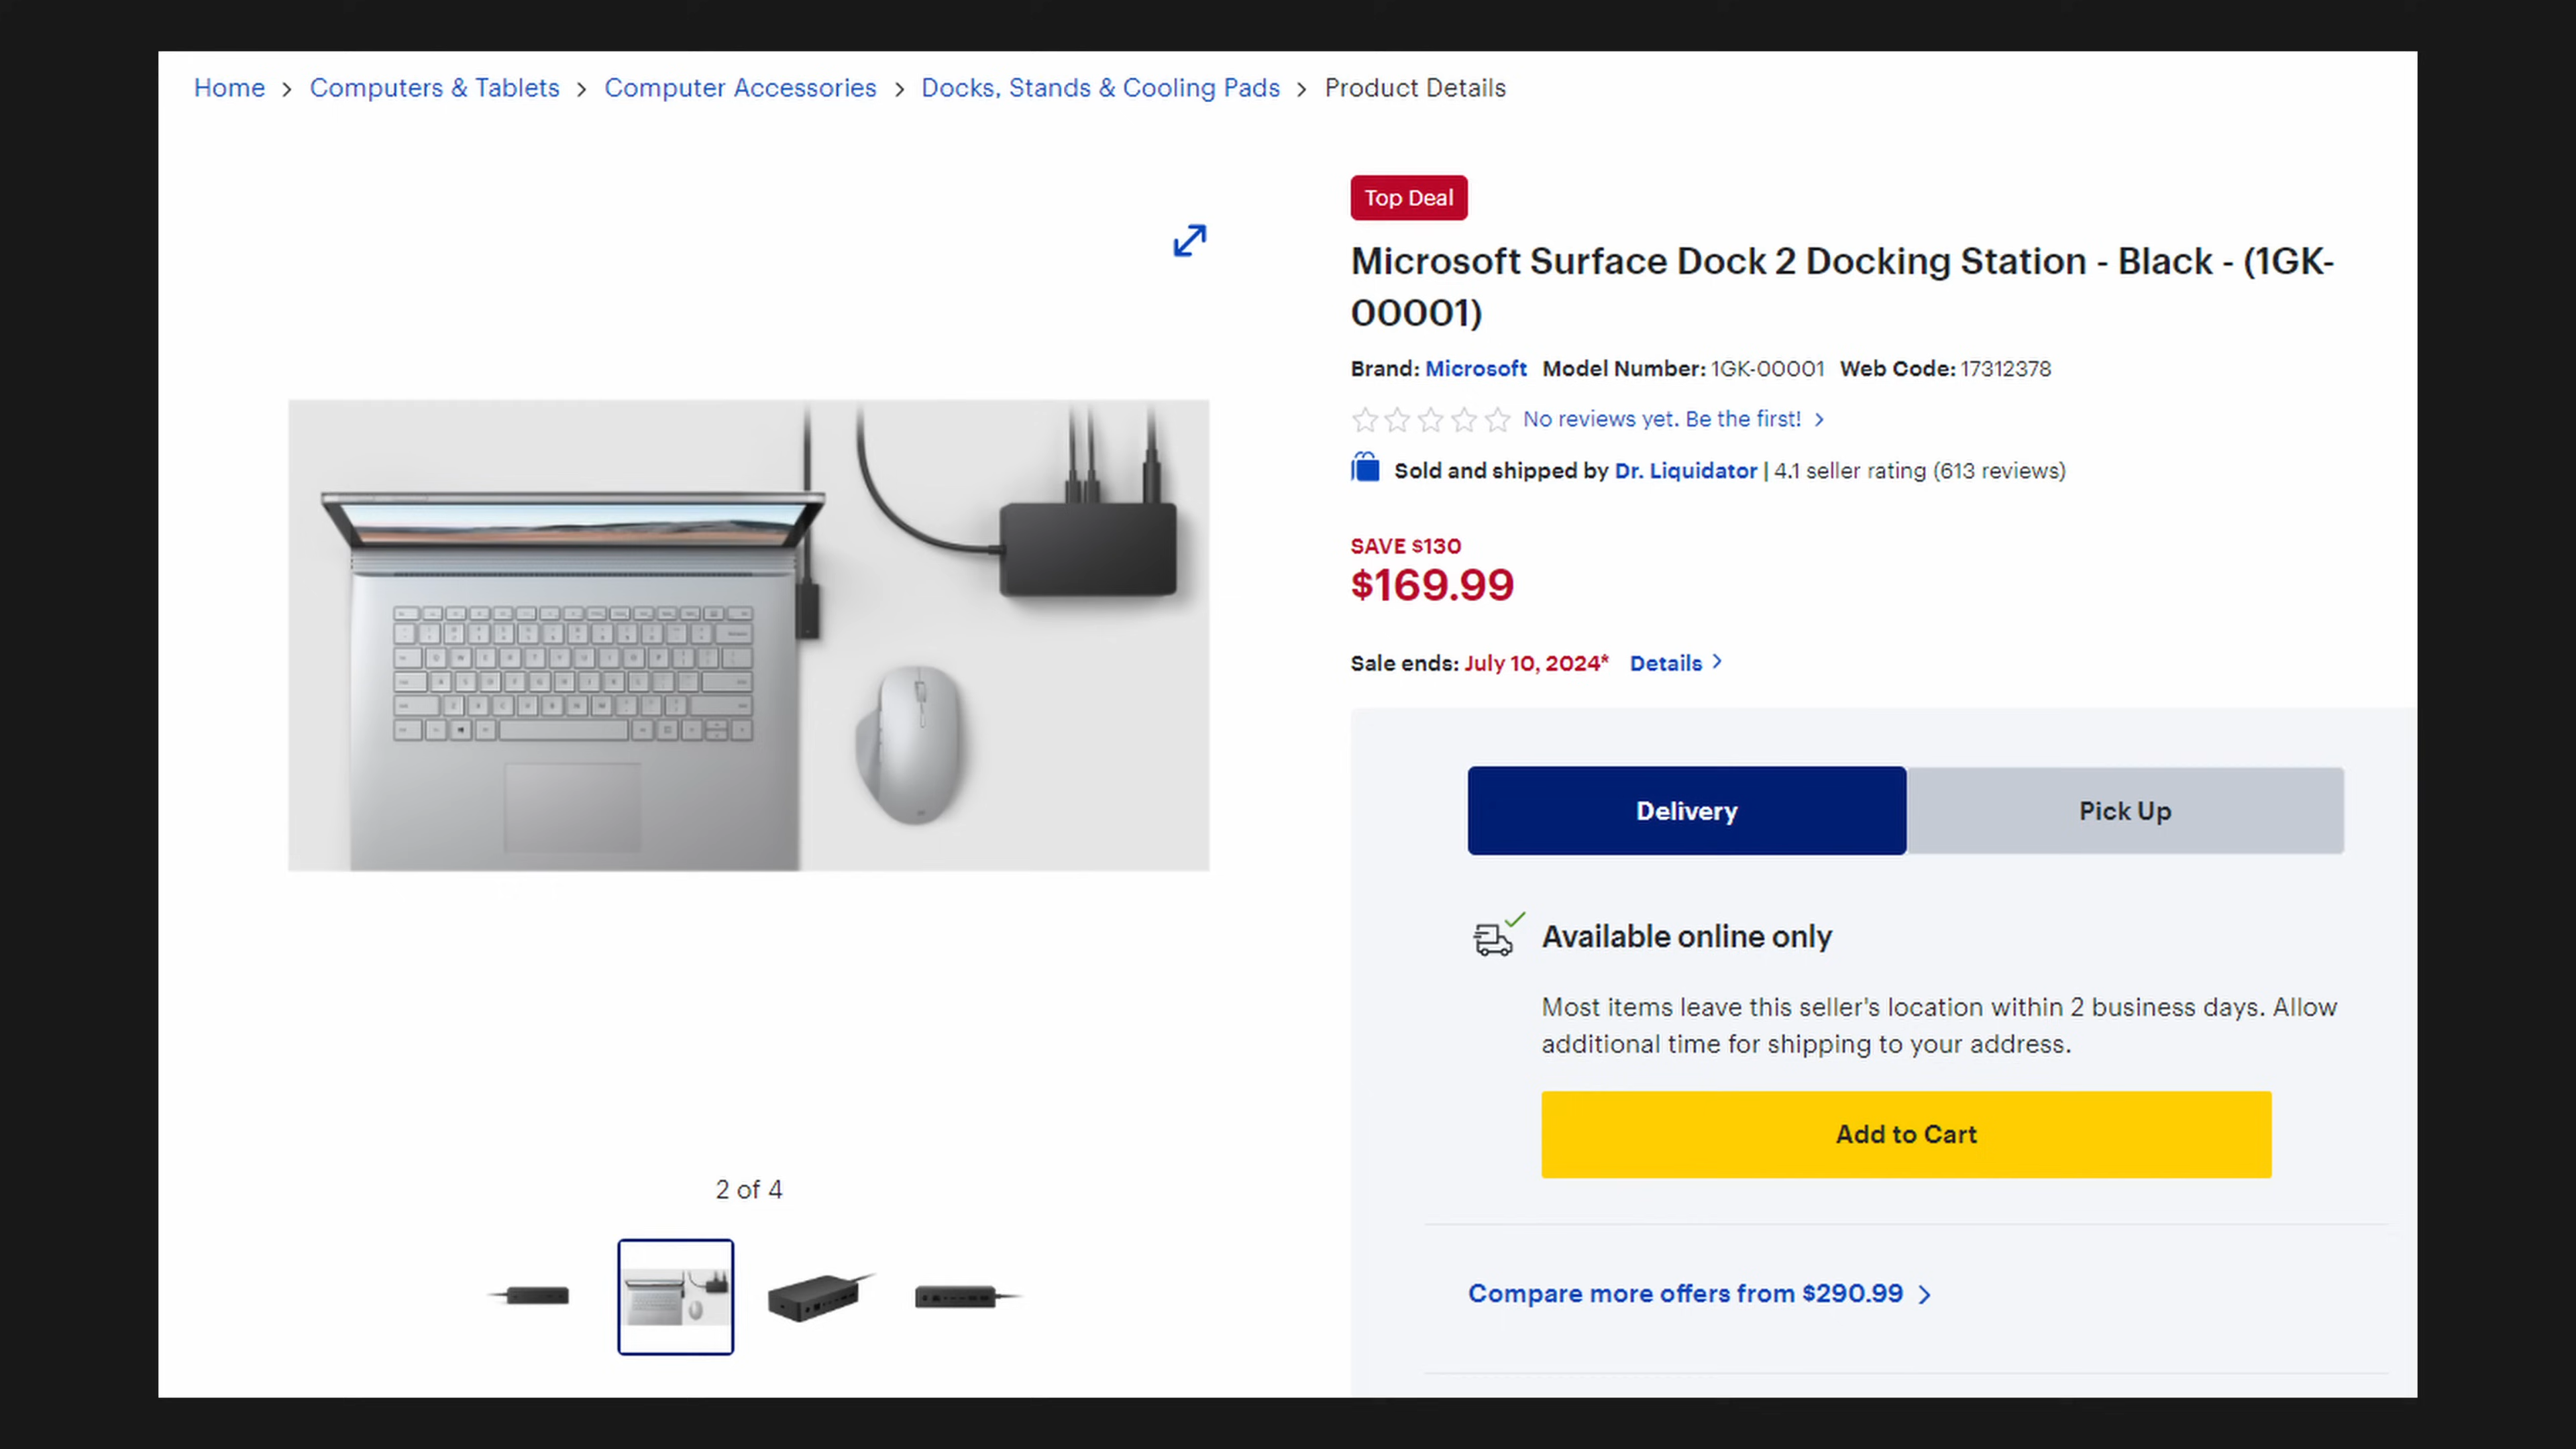 Home > Computers & Tablets > Computer Accessories > Docks, Stands & Cooling Pads > Product Details
Top Deal
Microsoft Surface Dock 2 Docking Station - Black - (1GK-
00001)
Brand: Microsoft Model Number: 1GK-00001 Web Code: 17312378
No reviews yet. Be the first! >
Sold and shipped by Dr. Liquidator | 4.1 seller rating (613 reviews)
SAVE $130
$169.99
Sale ends: July 10, 2024* Details >
Delivery
Pick Up
Available online only
Most items leave this seller's location within 2 business days. Allow
additional time for shipping to your address.
Add to Cart
2 of 4
Compare more offers from $290.99 >